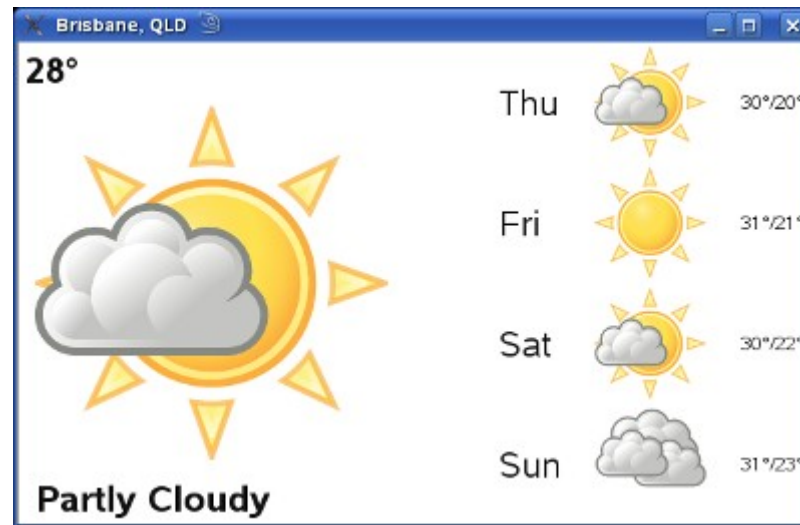 Brisbane, QLD
28°
Partly Cloudy
Thu 30°/20°
Fri 31°/21°
Sat 30°/22°
Sun 31°/23°